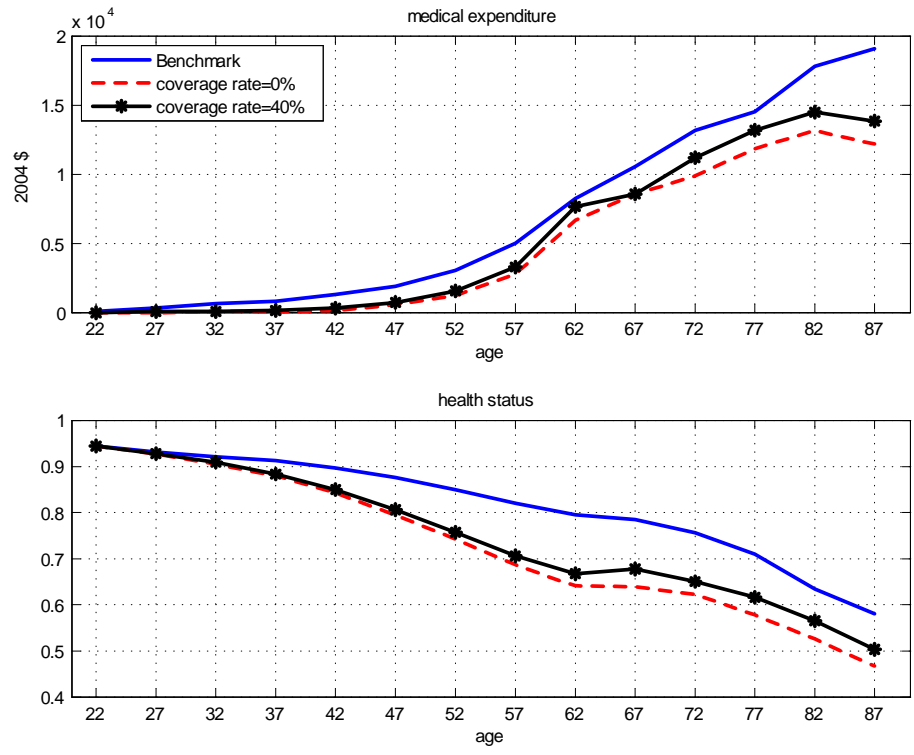 x 10⁴
medical expenditure
2
1.5
1
0.5
0
2004 $
Benchmark
coverage rate=0%
coverage rate=40%
22 27 32 37 42 47 52 57 62 67 72 77 82 87
age
health status
1
0.9
0.8
0.7
0.6
0.5
0.4
22 27 32 37 42 47 52 57 62 67 72 77 82 87
age